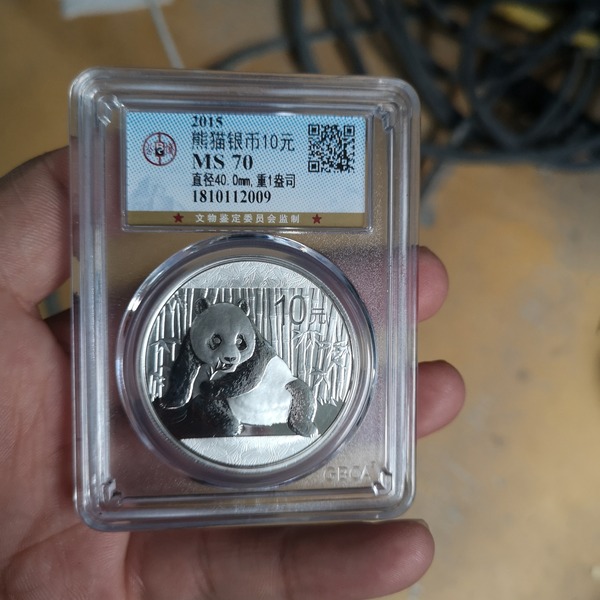 2015
熊猫银币10元
MS 70
直径40.0mm,重1盎司
1810112009
★ 文物鉴定委员会监制 ★
10元
GBCA